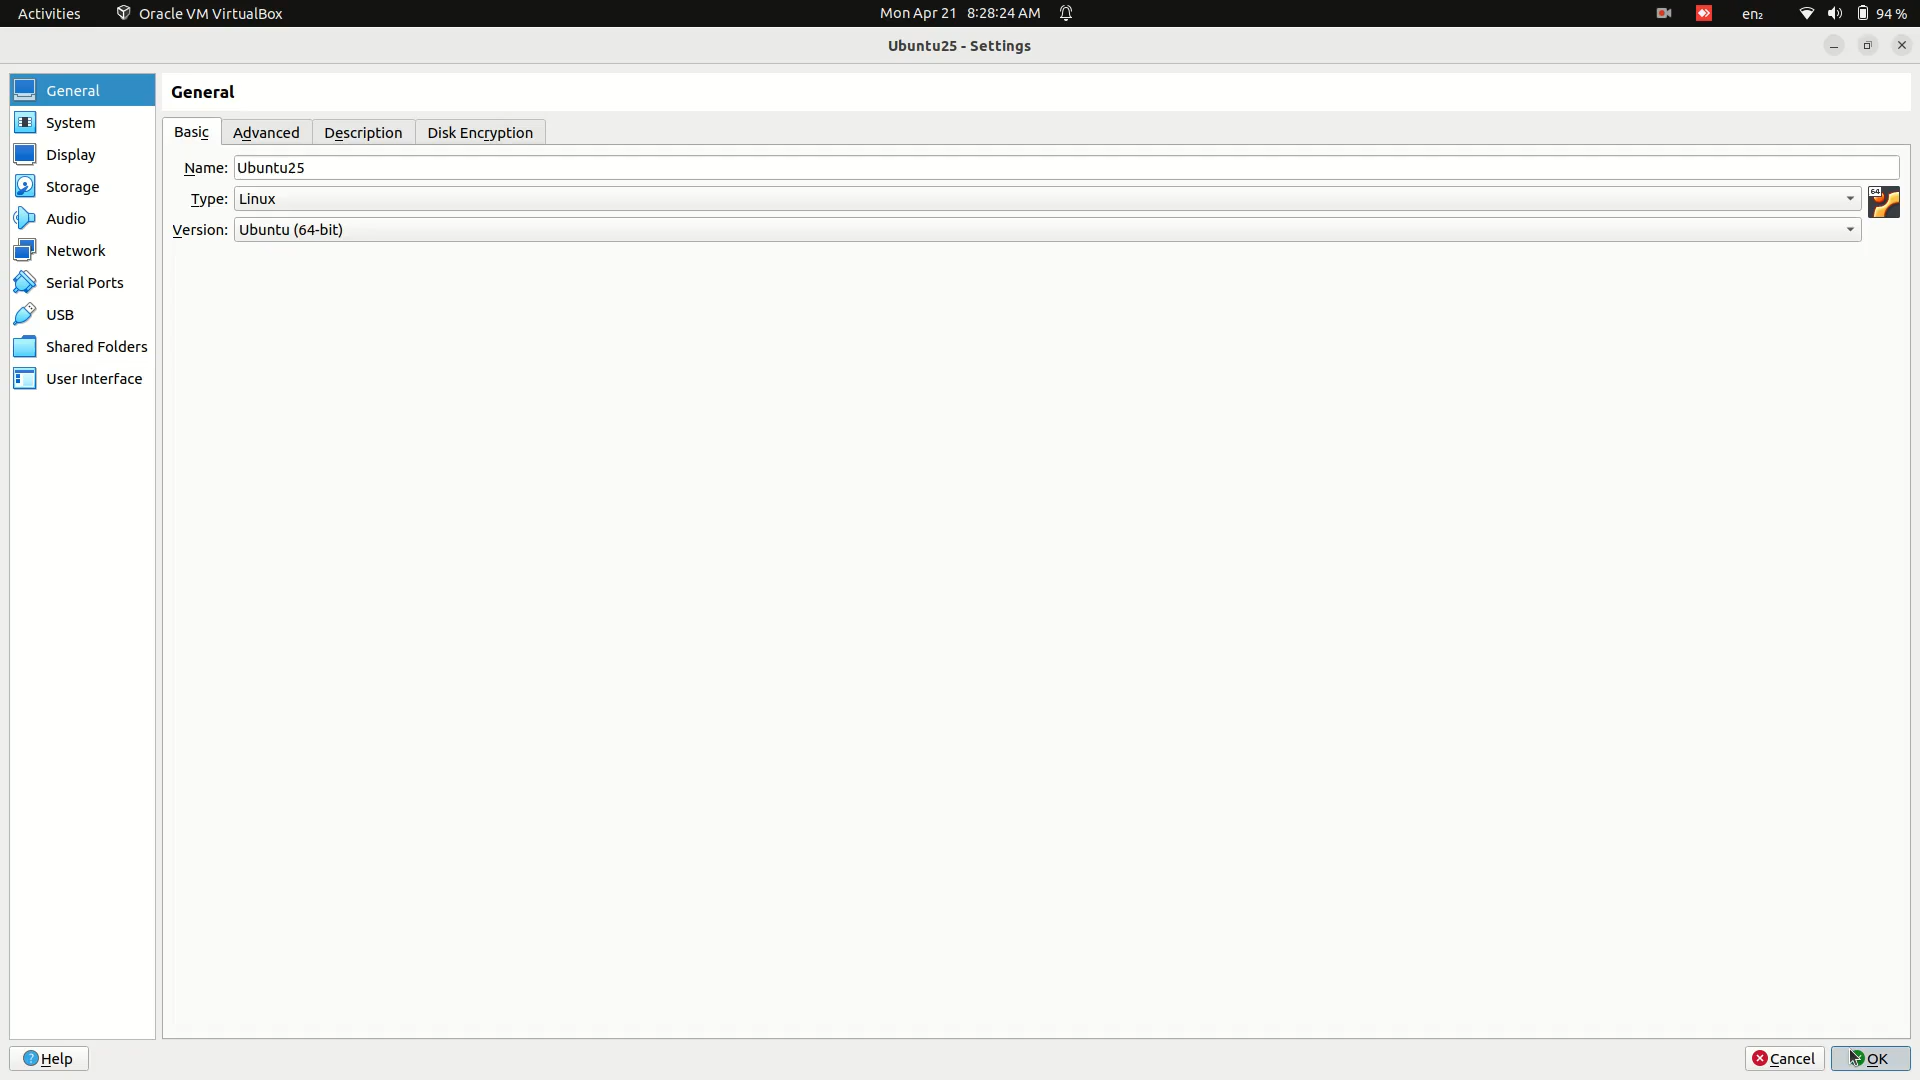 Activities Oracle VM VirtualBox Mon Apr 21 8:28:24 AM en₂ 94 %
Ubuntu25 - Settings
General
System
Display
Storage
Audio
Network
Serial Ports
USB
Shared Folders
User Interface
General
Basic Advanced Description Disk Encryption
Name: Ubuntu25
Type: Linux
64
Version: Ubuntu (64-bit)
Help Cancel OK